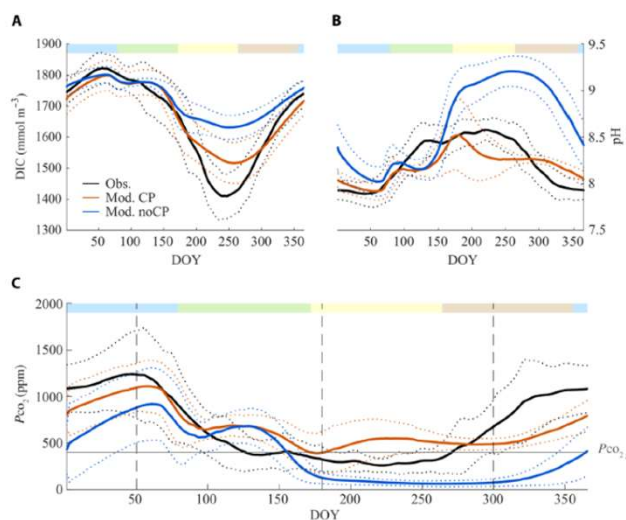 A
B
1900
1800
1700
1600
1500
1400
1300
DIC (mmol m⁻³)
Obs.
Mod. CP
Mod. noCP
50 100 150 200 250 300 350
DOY
9.5
9
8.5
8
7.5
pH
50 100 150 200 250 300 350
DOY
C
2000
1500
1000
500
0
Pco₂ (ppm)
Pco₂
50 100 150 200 250 300 350
DOY